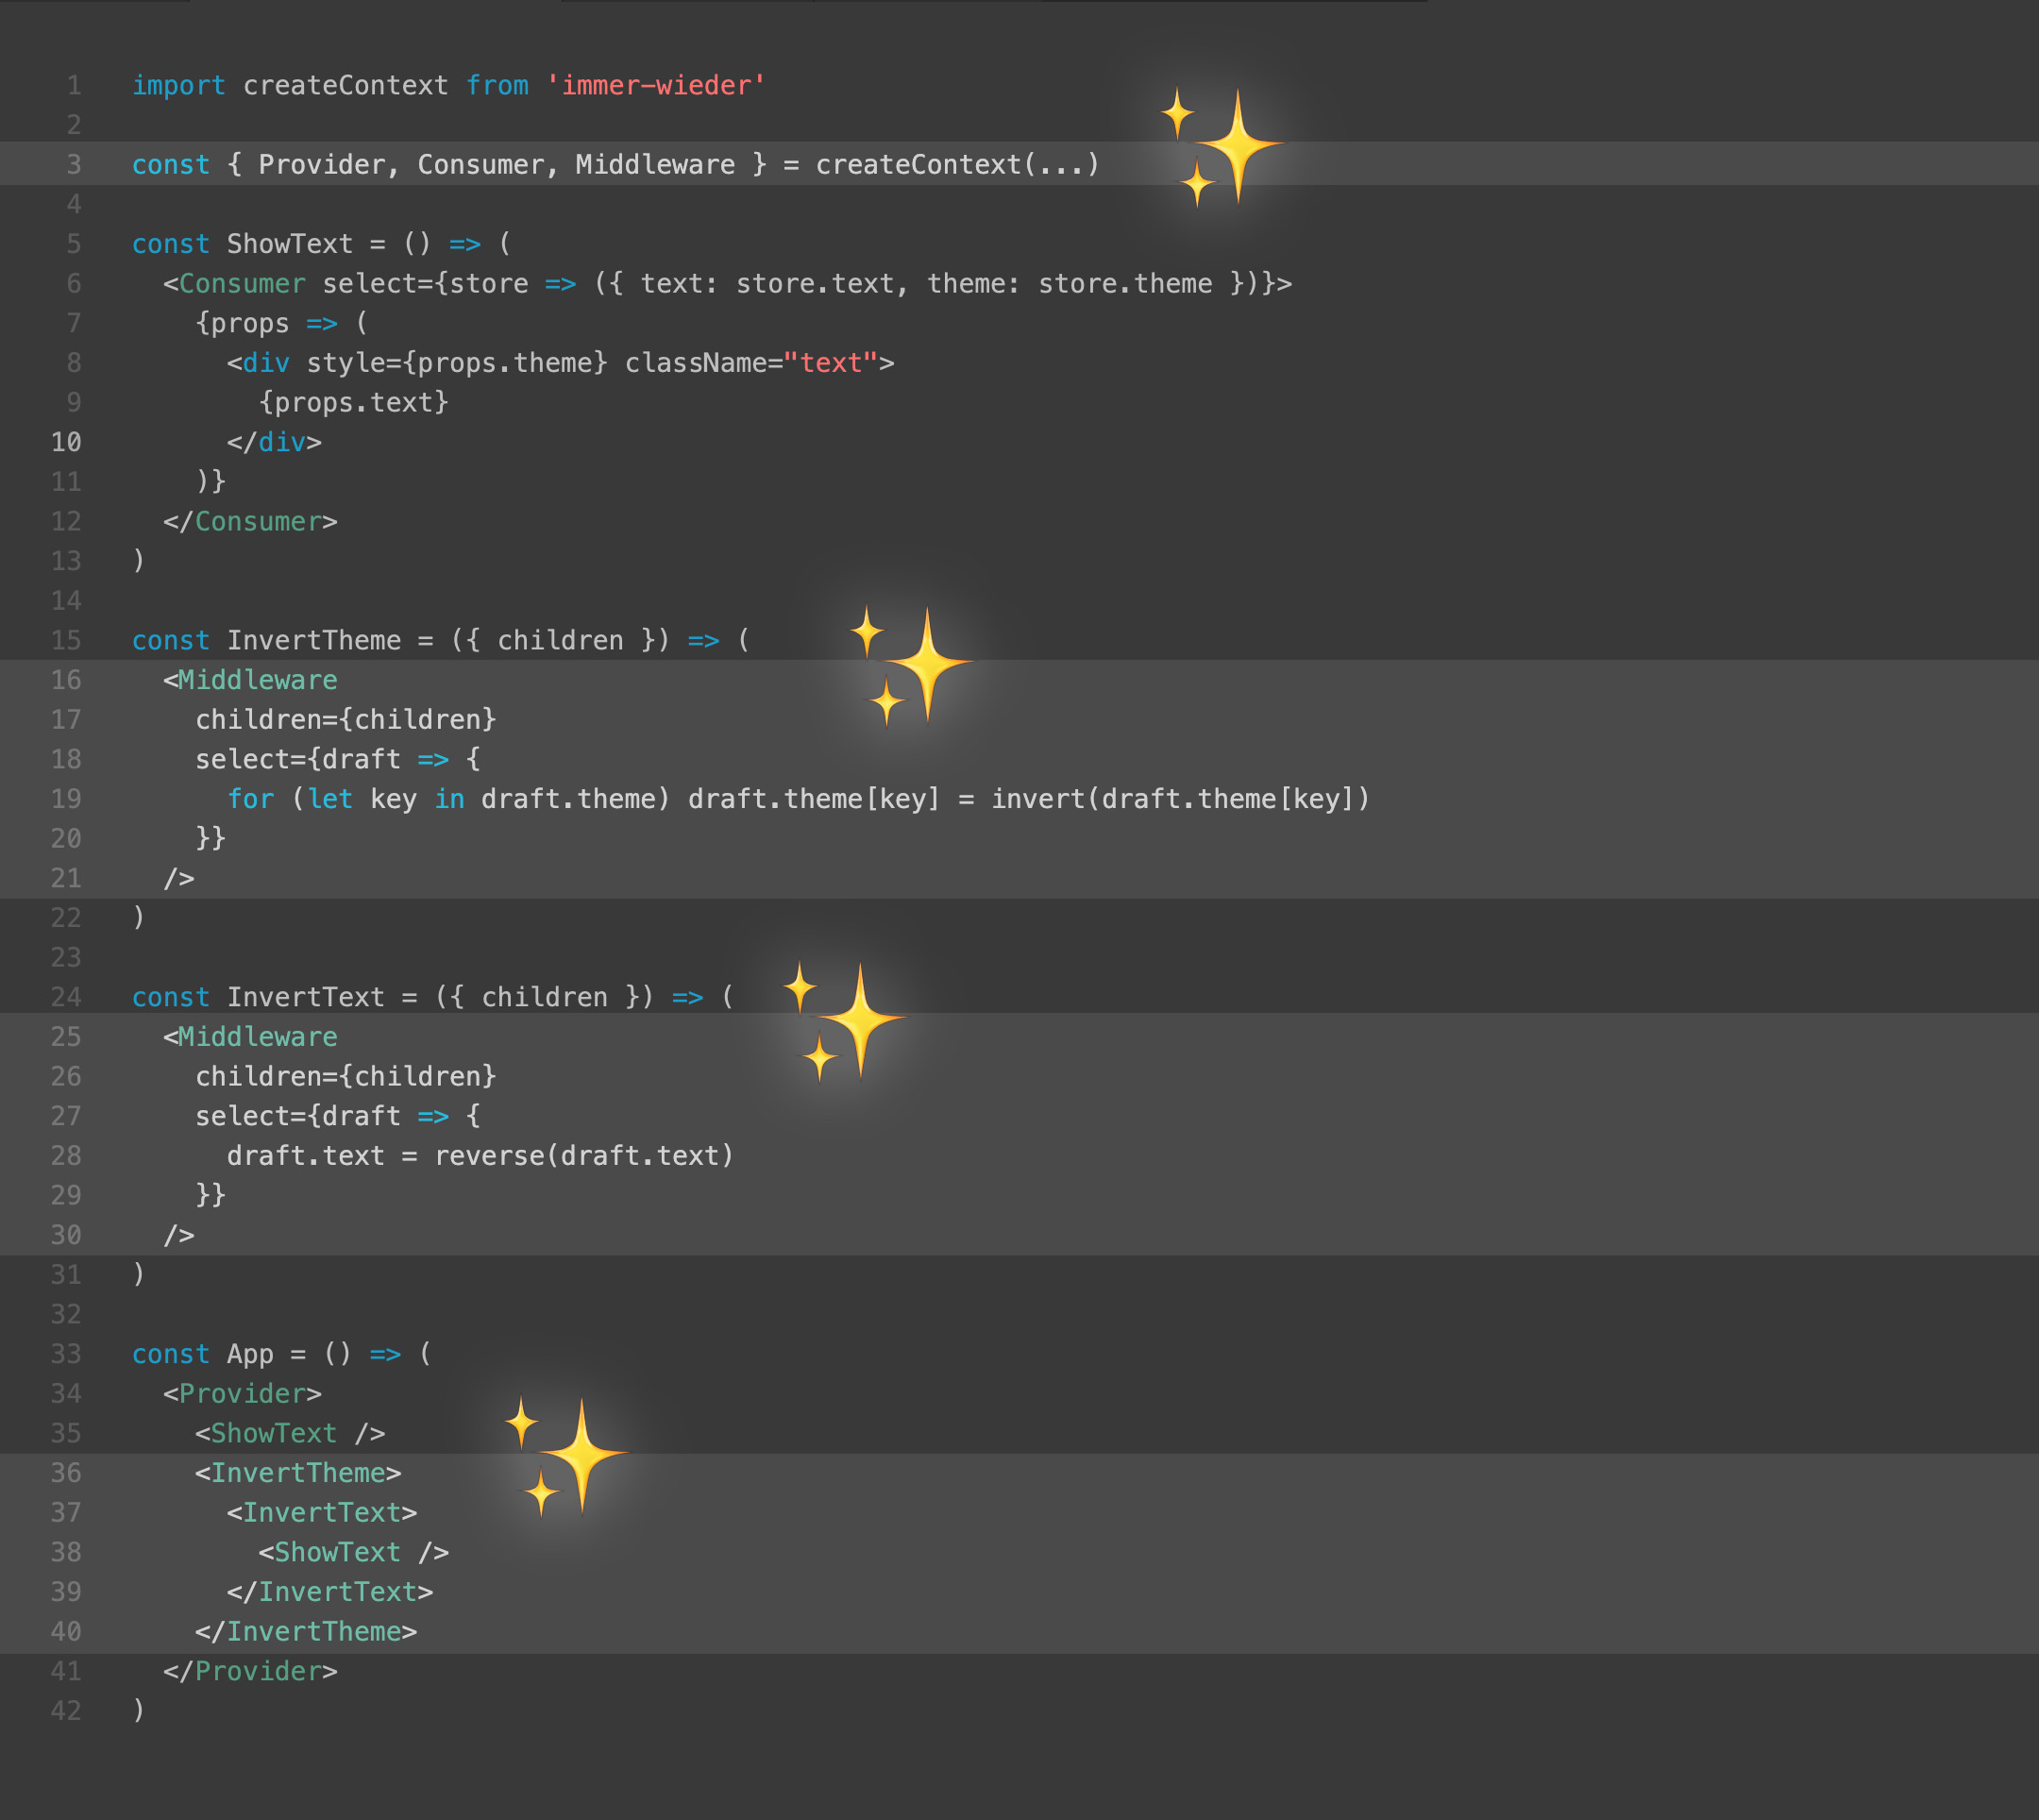 1 import createContext from 'immer-wieder'
2
3 const { Provider, Consumer, Middleware } = createContext(...)
4
5 const ShowText = () => (
6   <Consumer select={store => ({ text: store.text, theme: store.theme })}>
7     {props => (
8       <div style={props.theme} className="text">
9         {props.text}
10       </div>
11     )}
12   </Consumer>
13 )
14
15 const InvertTheme = ({ children }) => (
16   <Middleware
17     children={children}
18     select={draft => {
19       for (let key in draft.theme) draft.theme[key] = invert(draft.theme[key])
20     }}
21   />
22 )
23
24 const InvertText = ({ children }) => (
25   <Middleware
26     children={children}
27     select={draft => {
28       draft.text = reverse(draft.text)
29     }}
30   />
31 )
32
33 const App = () => (
34   <Provider>
35     <ShowText />
36     <InvertTheme>
37       <InvertText>
38         <ShowText />
39       </InvertText>
40     </InvertTheme>
41   </Provider>
42 )